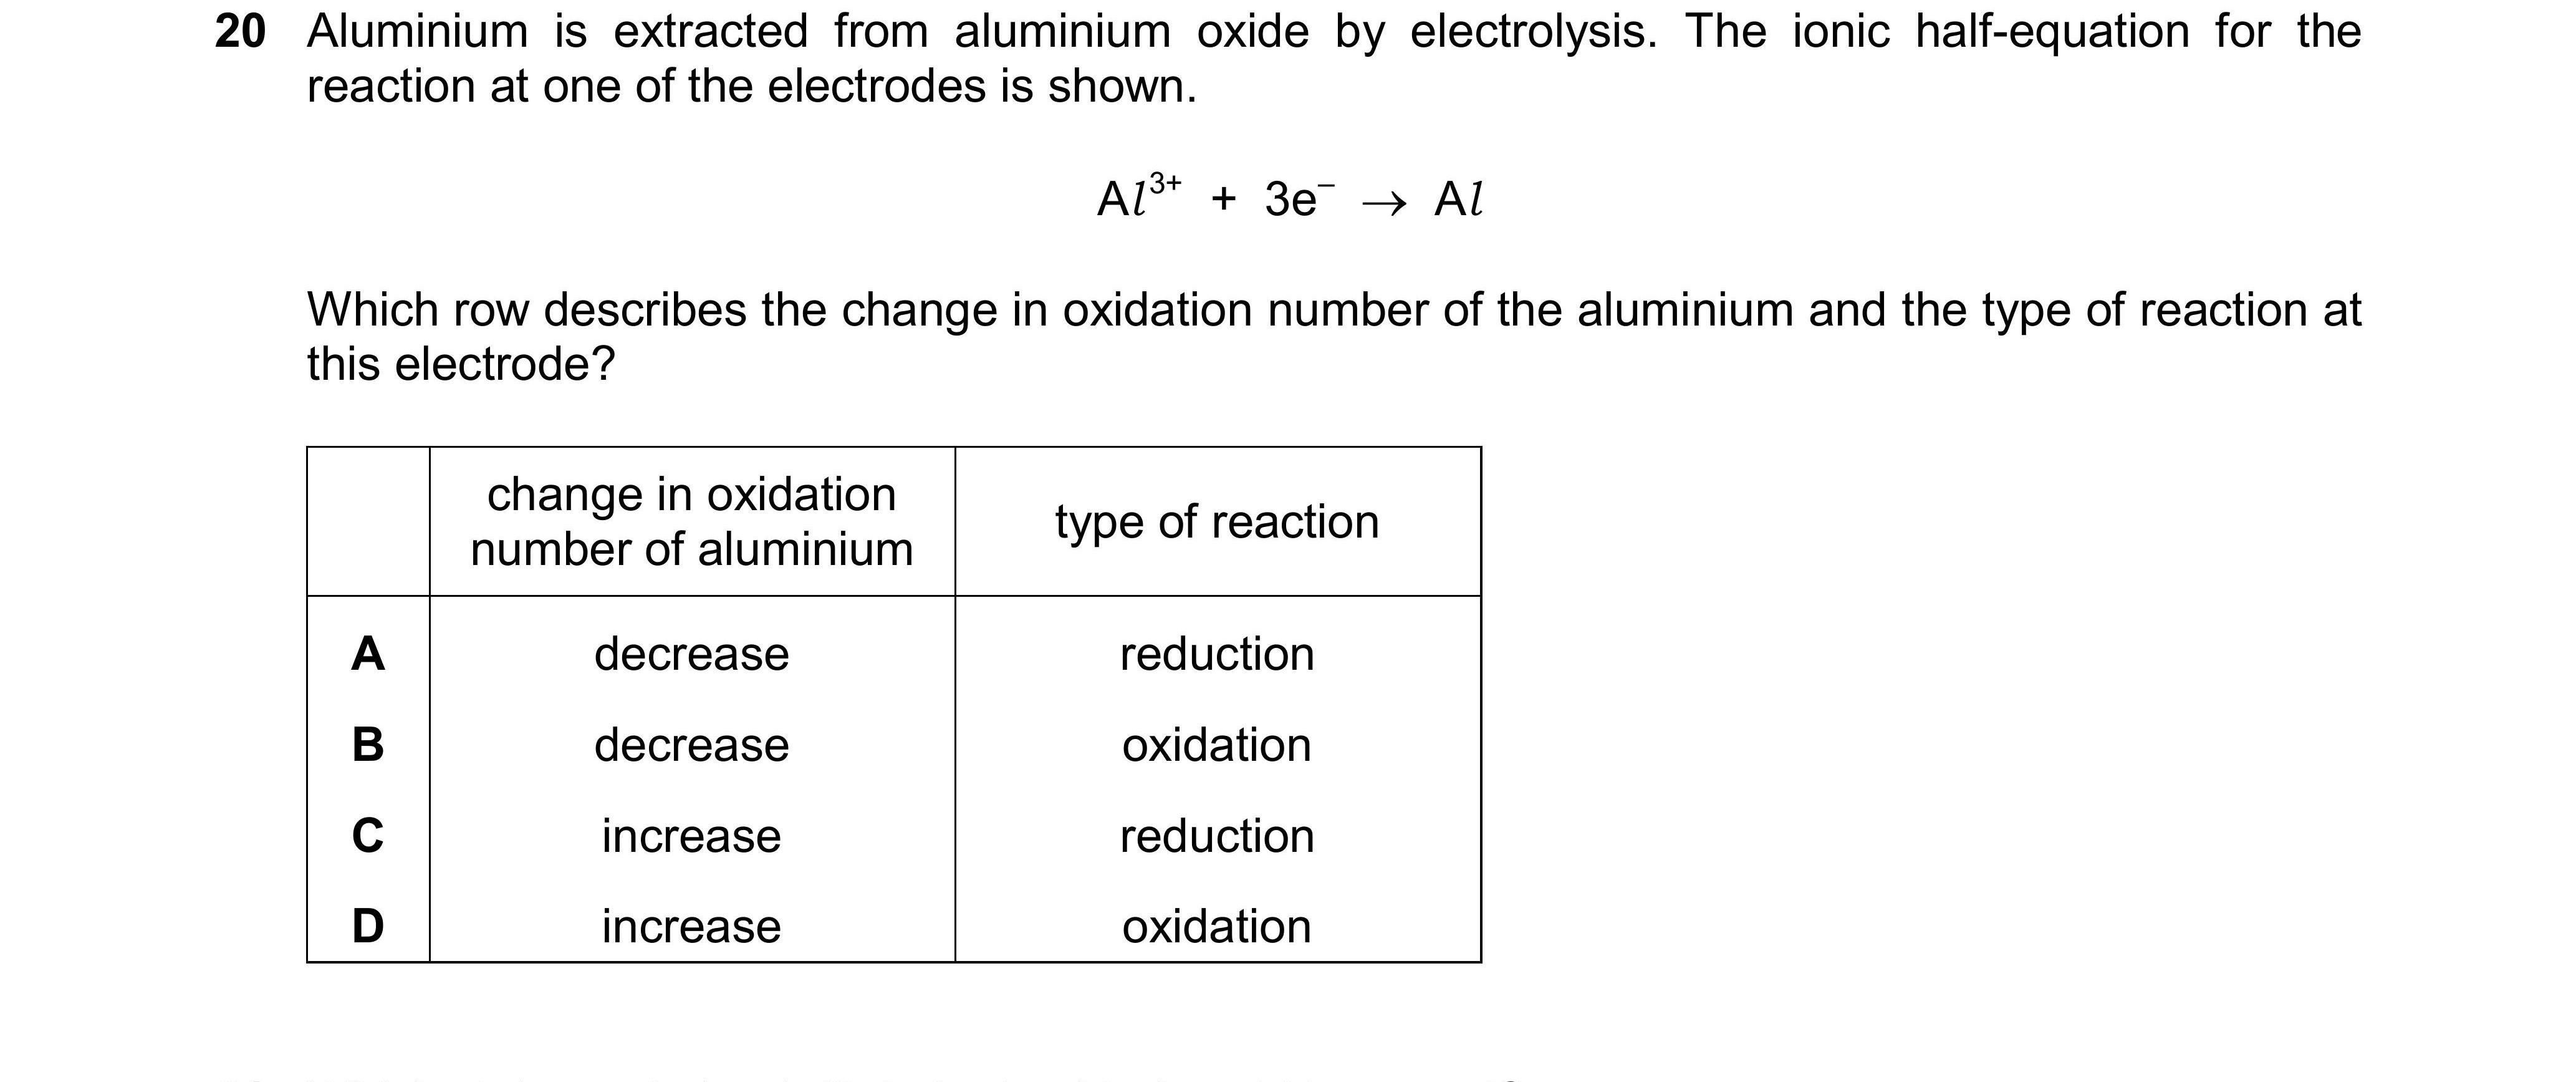 20 Aluminium is extracted from aluminium oxide by electrolysis. The ionic half-equation for the
reaction at one of the electrodes is shown.
Al³⁺ + 3e⁻ → Al
Which row describes the change in oxidation number of the aluminium and the type of reaction at
this electrode?
change in oxidation
number of aluminium
type of reaction
A decrease reduction
B decrease oxidation
C increase reduction
D increase oxidation